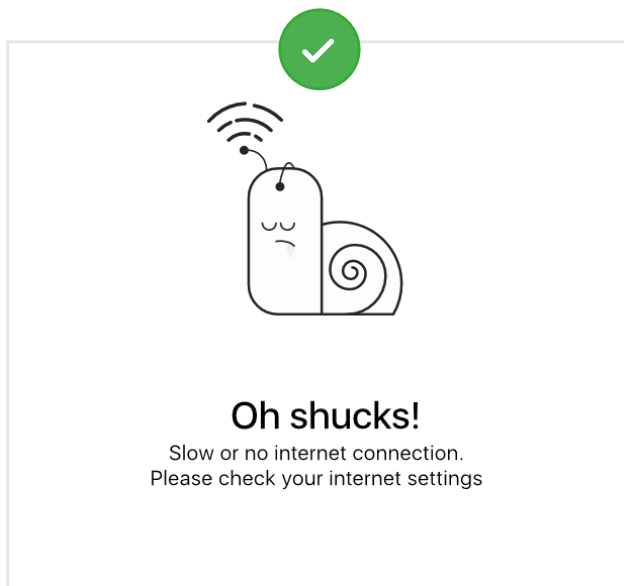 Oh shucks!
Slow or no internet connection.
Please check your internet settings